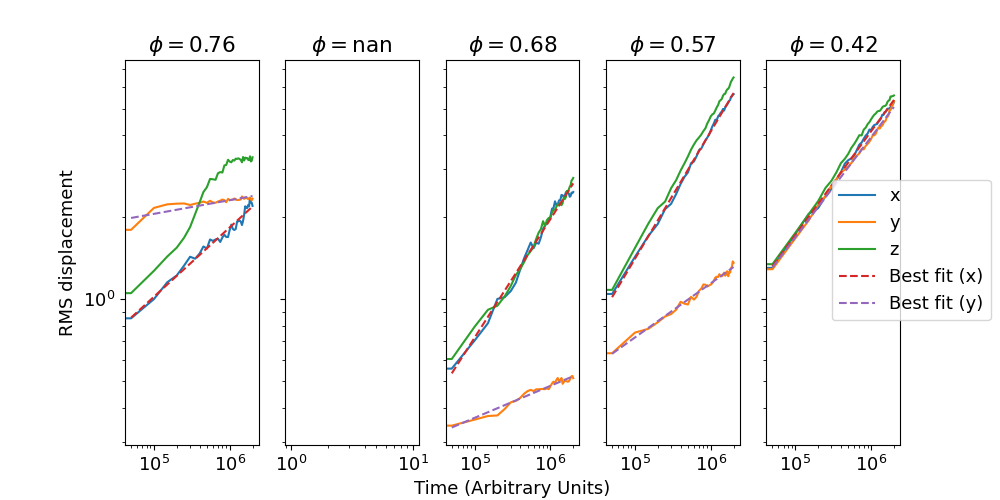 ϕ = 0.76
ϕ = nan
ϕ = 0.68
ϕ = 0.57
ϕ = 0.42
RMS displacement
10⁰
10⁵ 10⁶
10⁰ 10¹
10⁵ 10⁶
10⁵ 10⁶
10⁵ 10⁶
x
y
z
Best fit (x)
Best fit (y)
Time (Arbitrary Units)